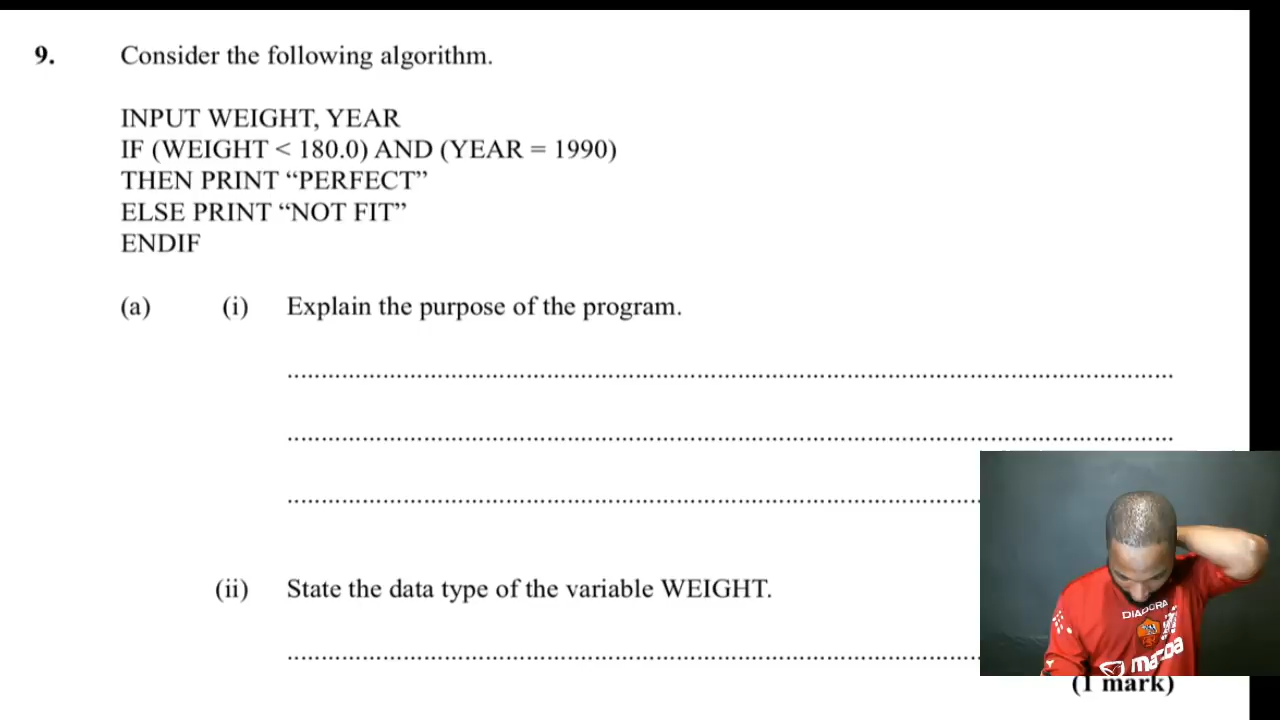 9. Consider the following algorithm.
INPUT WEIGHT, YEAR
IF (WEIGHT < 180.0) AND (YEAR = 1990)
THEN PRINT “PERFECT”
ELSE PRINT “NOT FIT”
ENDIF
(a) (i) Explain the purpose of the program.
(ii) State the data type of the variable WEIGHT.
(1 mark)
DIADORA
mazda